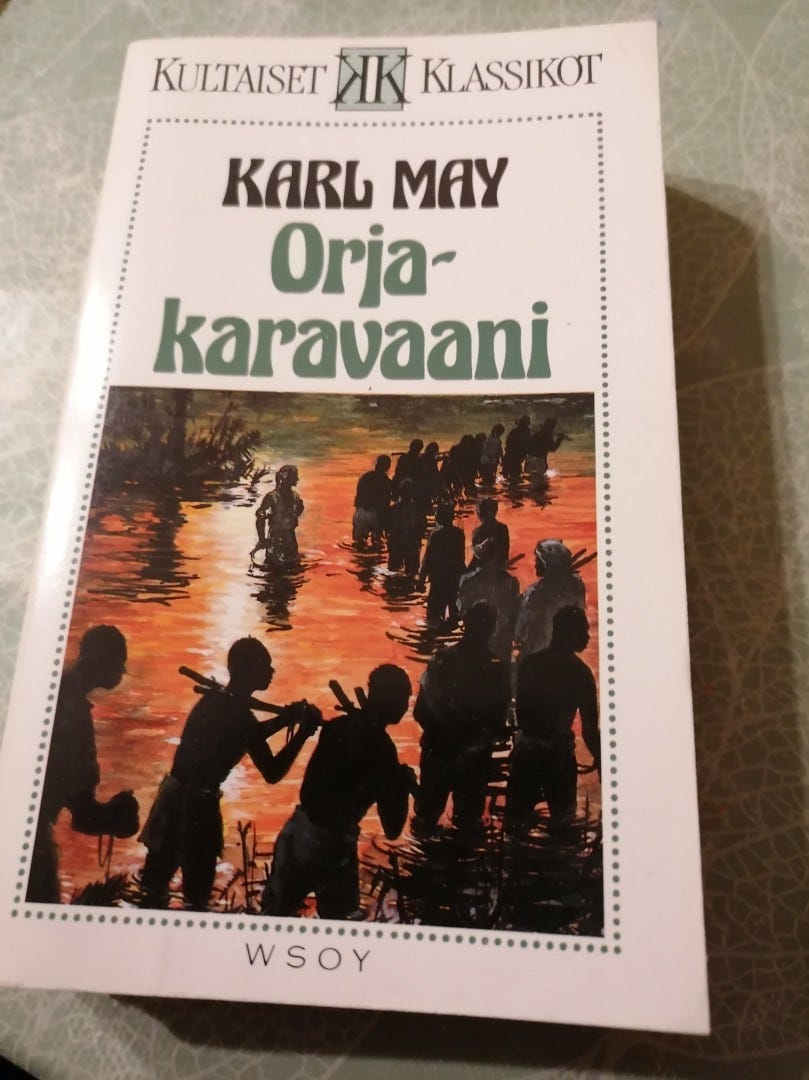 KULTAISET KK KLASSIKOT
KARL MAY
Orja-
karavaani
WSOY